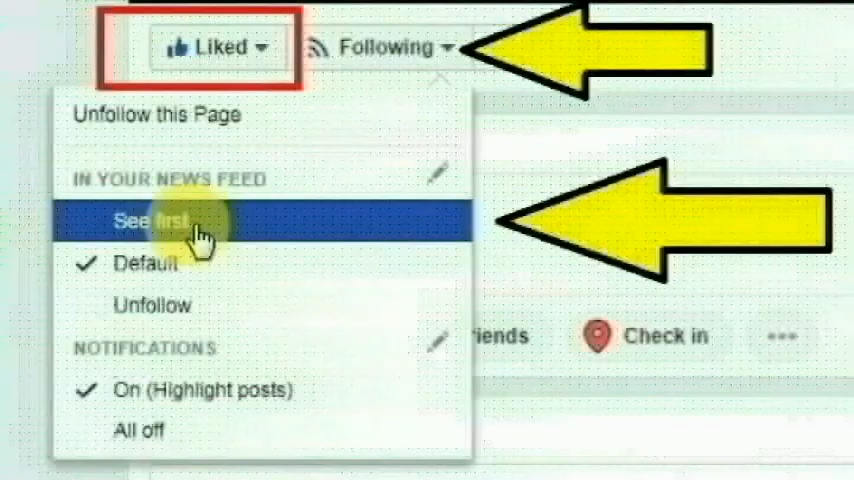 Liked Following
Unfollow this Page
IN YOUR NEWS FEED
See first
Default
Unfollow
riends Check in
NOTIFICATIONS
On (Highlight posts)
All off